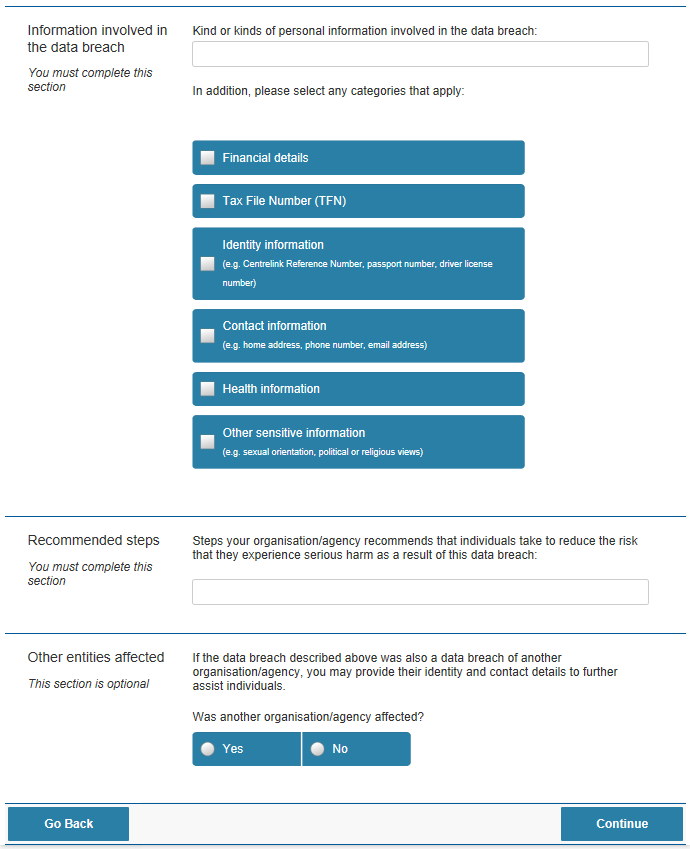 Information involved in
the data breach
You must complete this
section
Kind or kinds of personal information involved in the data breach:
In addition, please select any categories that apply:
Financial details
Tax File Number (TFN)
Identity information
(e.g. Centrelink Reference Number, passport number, driver license
number)
Contact information
(e.g. home address, phone number, email address)
Health information
Other sensitive information
(e.g. sexual orientation, political or religious views)
Recommended steps
You must complete this
section
Steps your organisation/agency recommends that individuals take to reduce the risk
that they experience serious harm as a result of this data breach:
Other entities affected
This section is optional
If the data breach described above was also a data breach of another
organisation/agency, you may provide their identity and contact details to further
assist individuals.
Was another organisation/agency affected?
Yes
No
Go Back
Continue